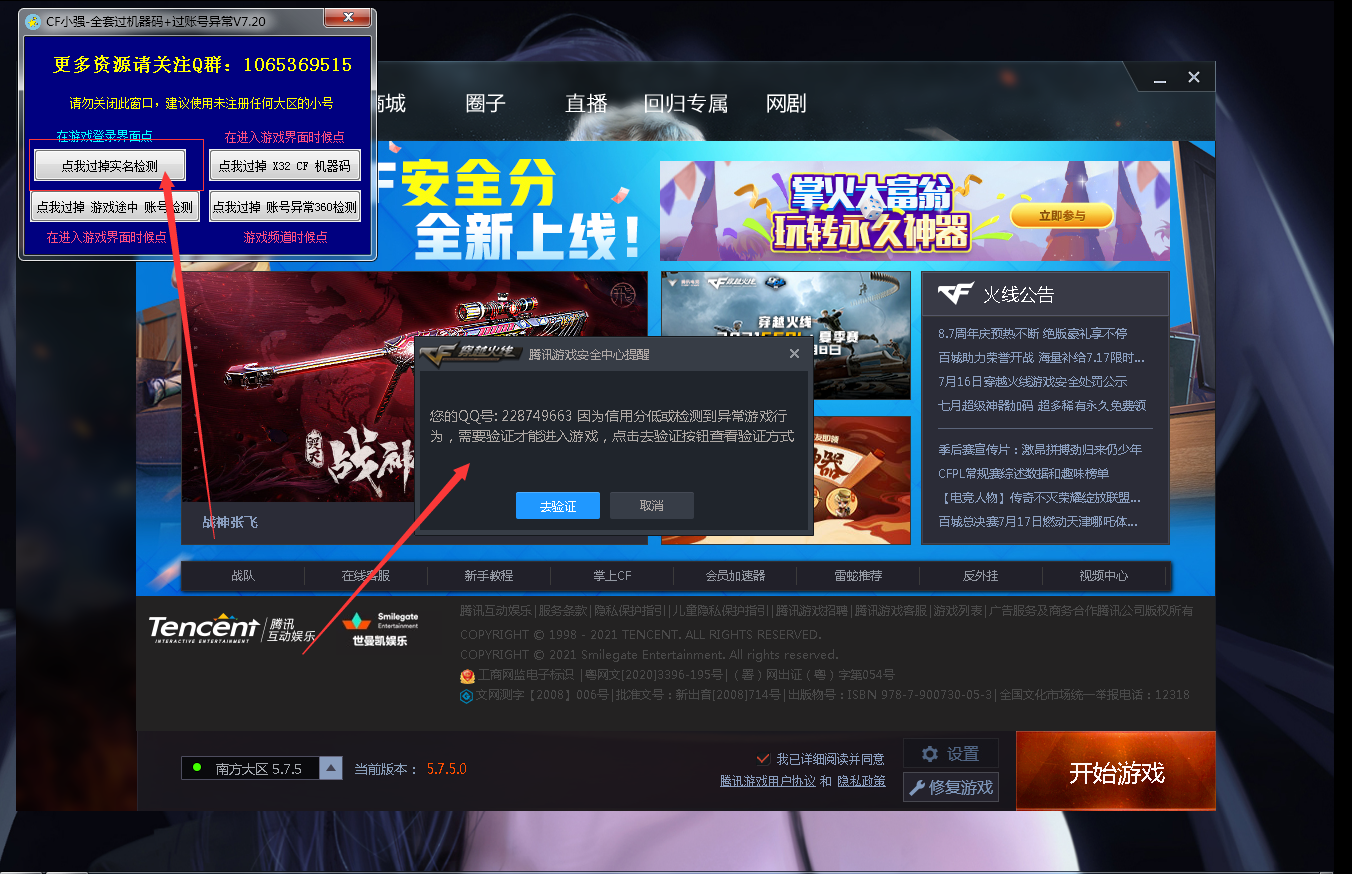 CF小强-全套过机器码+过账号异常V7.20
更多资源请关注Q群：1065369515
请勿关闭此窗口，建议使用未注册任何大区的小号
在游戏登录界面点
在进入游戏界面时候点
点我过掉实名检测
点我过掉 X32 CF 机器码
点我过掉 游戏途中 账号检测
点我过掉 账号异常360检测
在进入游戏界面时候点
游戏频道时候点
商城
圈子
直播
回归专属
网剧
F安全分
全新上线！
掌火大富翁
玩转永久神器
立即参与
穿越火线
夏季赛
战神
战神张飞
火线公告
8.7周年庆预热不断 绝版豪礼享不停
百城助力荣誉开战 海量补给7.17限时...
7月16日穿越火线游戏安全处罚公示
七月超级神器加码 超多稀有永久免费领
季后赛宣传片：激昂拼搏劲归来仍少年
CFPL常规赛综述数据和趣味榜单
【电竞人物】传奇不灭荣耀绽放联盟...
百城总决赛7月17日燃动天津哪吒体...
穿越火线
腾讯游戏安全中心提醒
您的QQ号: 228749663 因为信用分低或检测到异常游戏行
为，需要验证才能进入游戏，点击去验证按钮查看验证方式
去验证
取消
战队
在线客服
新手教程
掌上CF
会员加速器
雷蛇推荐
反外挂
视频中心
Tencent
INTERACTIVE ENTERTAINMENT
腾讯
互动娱乐
Smilegate
Entertainment
世曼凯娱乐
腾讯互动娱乐|服务条款|隐私保护指引|儿童隐私保护指引|腾讯游戏招聘|腾讯游戏客服|游戏列表|广告服务及商务合作腾讯公司版权所有
COPYRIGHT © 1998 - 2021 TENCENT. ALL RIGHTS RESERVED.
COPYRIGHT © 2021 Smilegate Entertainment. All rights reserved.
工商网监电子标识 |粤网文[2020]3396-195号|（署）网出证（粤）字第054号
文网测字【2008】006号|批准文号：新出音[2008]714号|出版物号：ISBN 978-7-900730-05-3|全国文化市场统一举报电话：12318
南方大区 5.7.5
当前版本： 5.7.5.0
我已详细阅读并同意
腾讯游戏用户协议 和 隐私政策
设置
修复游戏
开始游戏